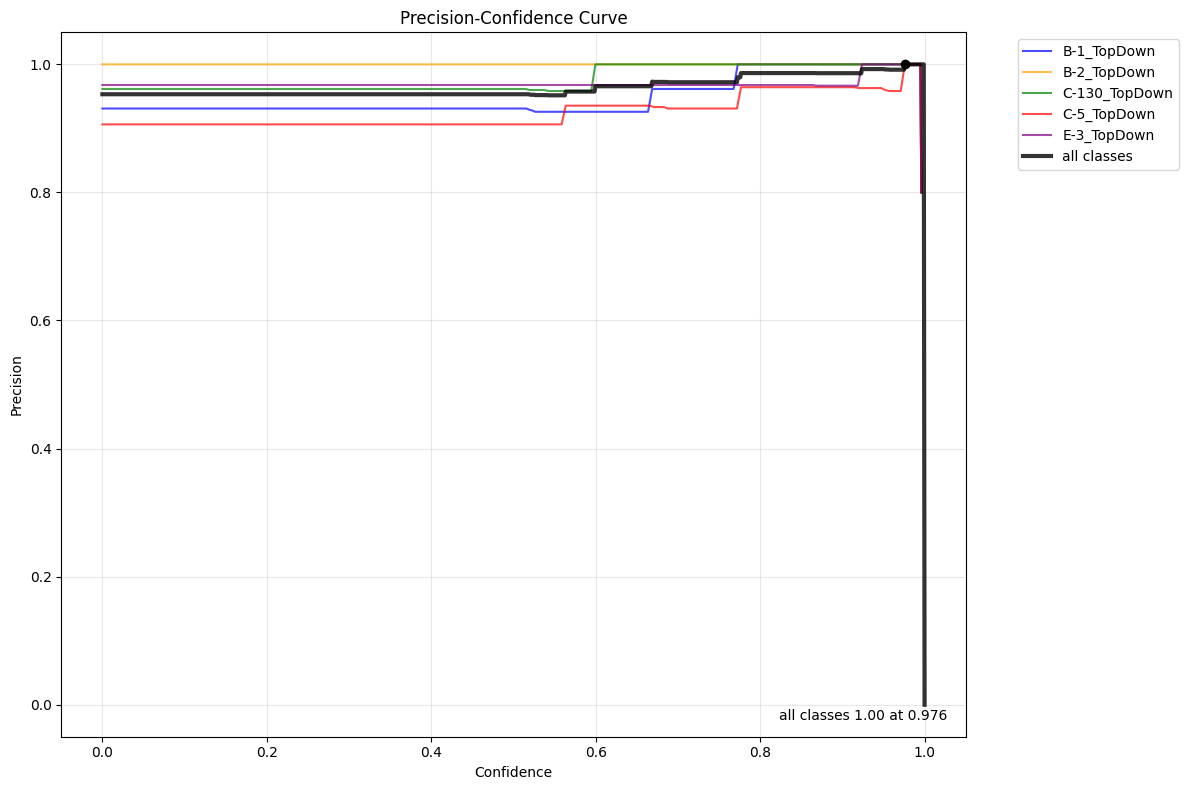 Precision-Confidence Curve
B-1_TopDown
B-2_TopDown
C-130_TopDown
C-5_TopDown
E-3_TopDown
all classes
Precision
1.0
0.8
0.6
0.4
0.2
0.0
all classes 1.00 at 0.976
0.0 0.2 0.4 0.6 0.8 1.0
Confidence